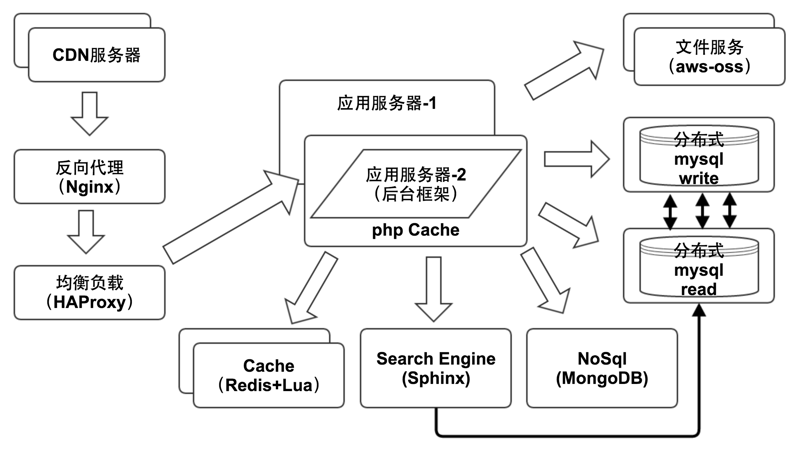 CDN服务器
反向代理
(Nginx)
均衡负载
（HAProxy)
应用服务器-1
应用服务器-2
(后台框架)
php Cache
文件服务
（aws-oss）
分布式
mysql
write
分布式
mysql
read
Cache
（Redis+Lua）
Search Engine
(Sphinx)
NoSql
(MongoDB)